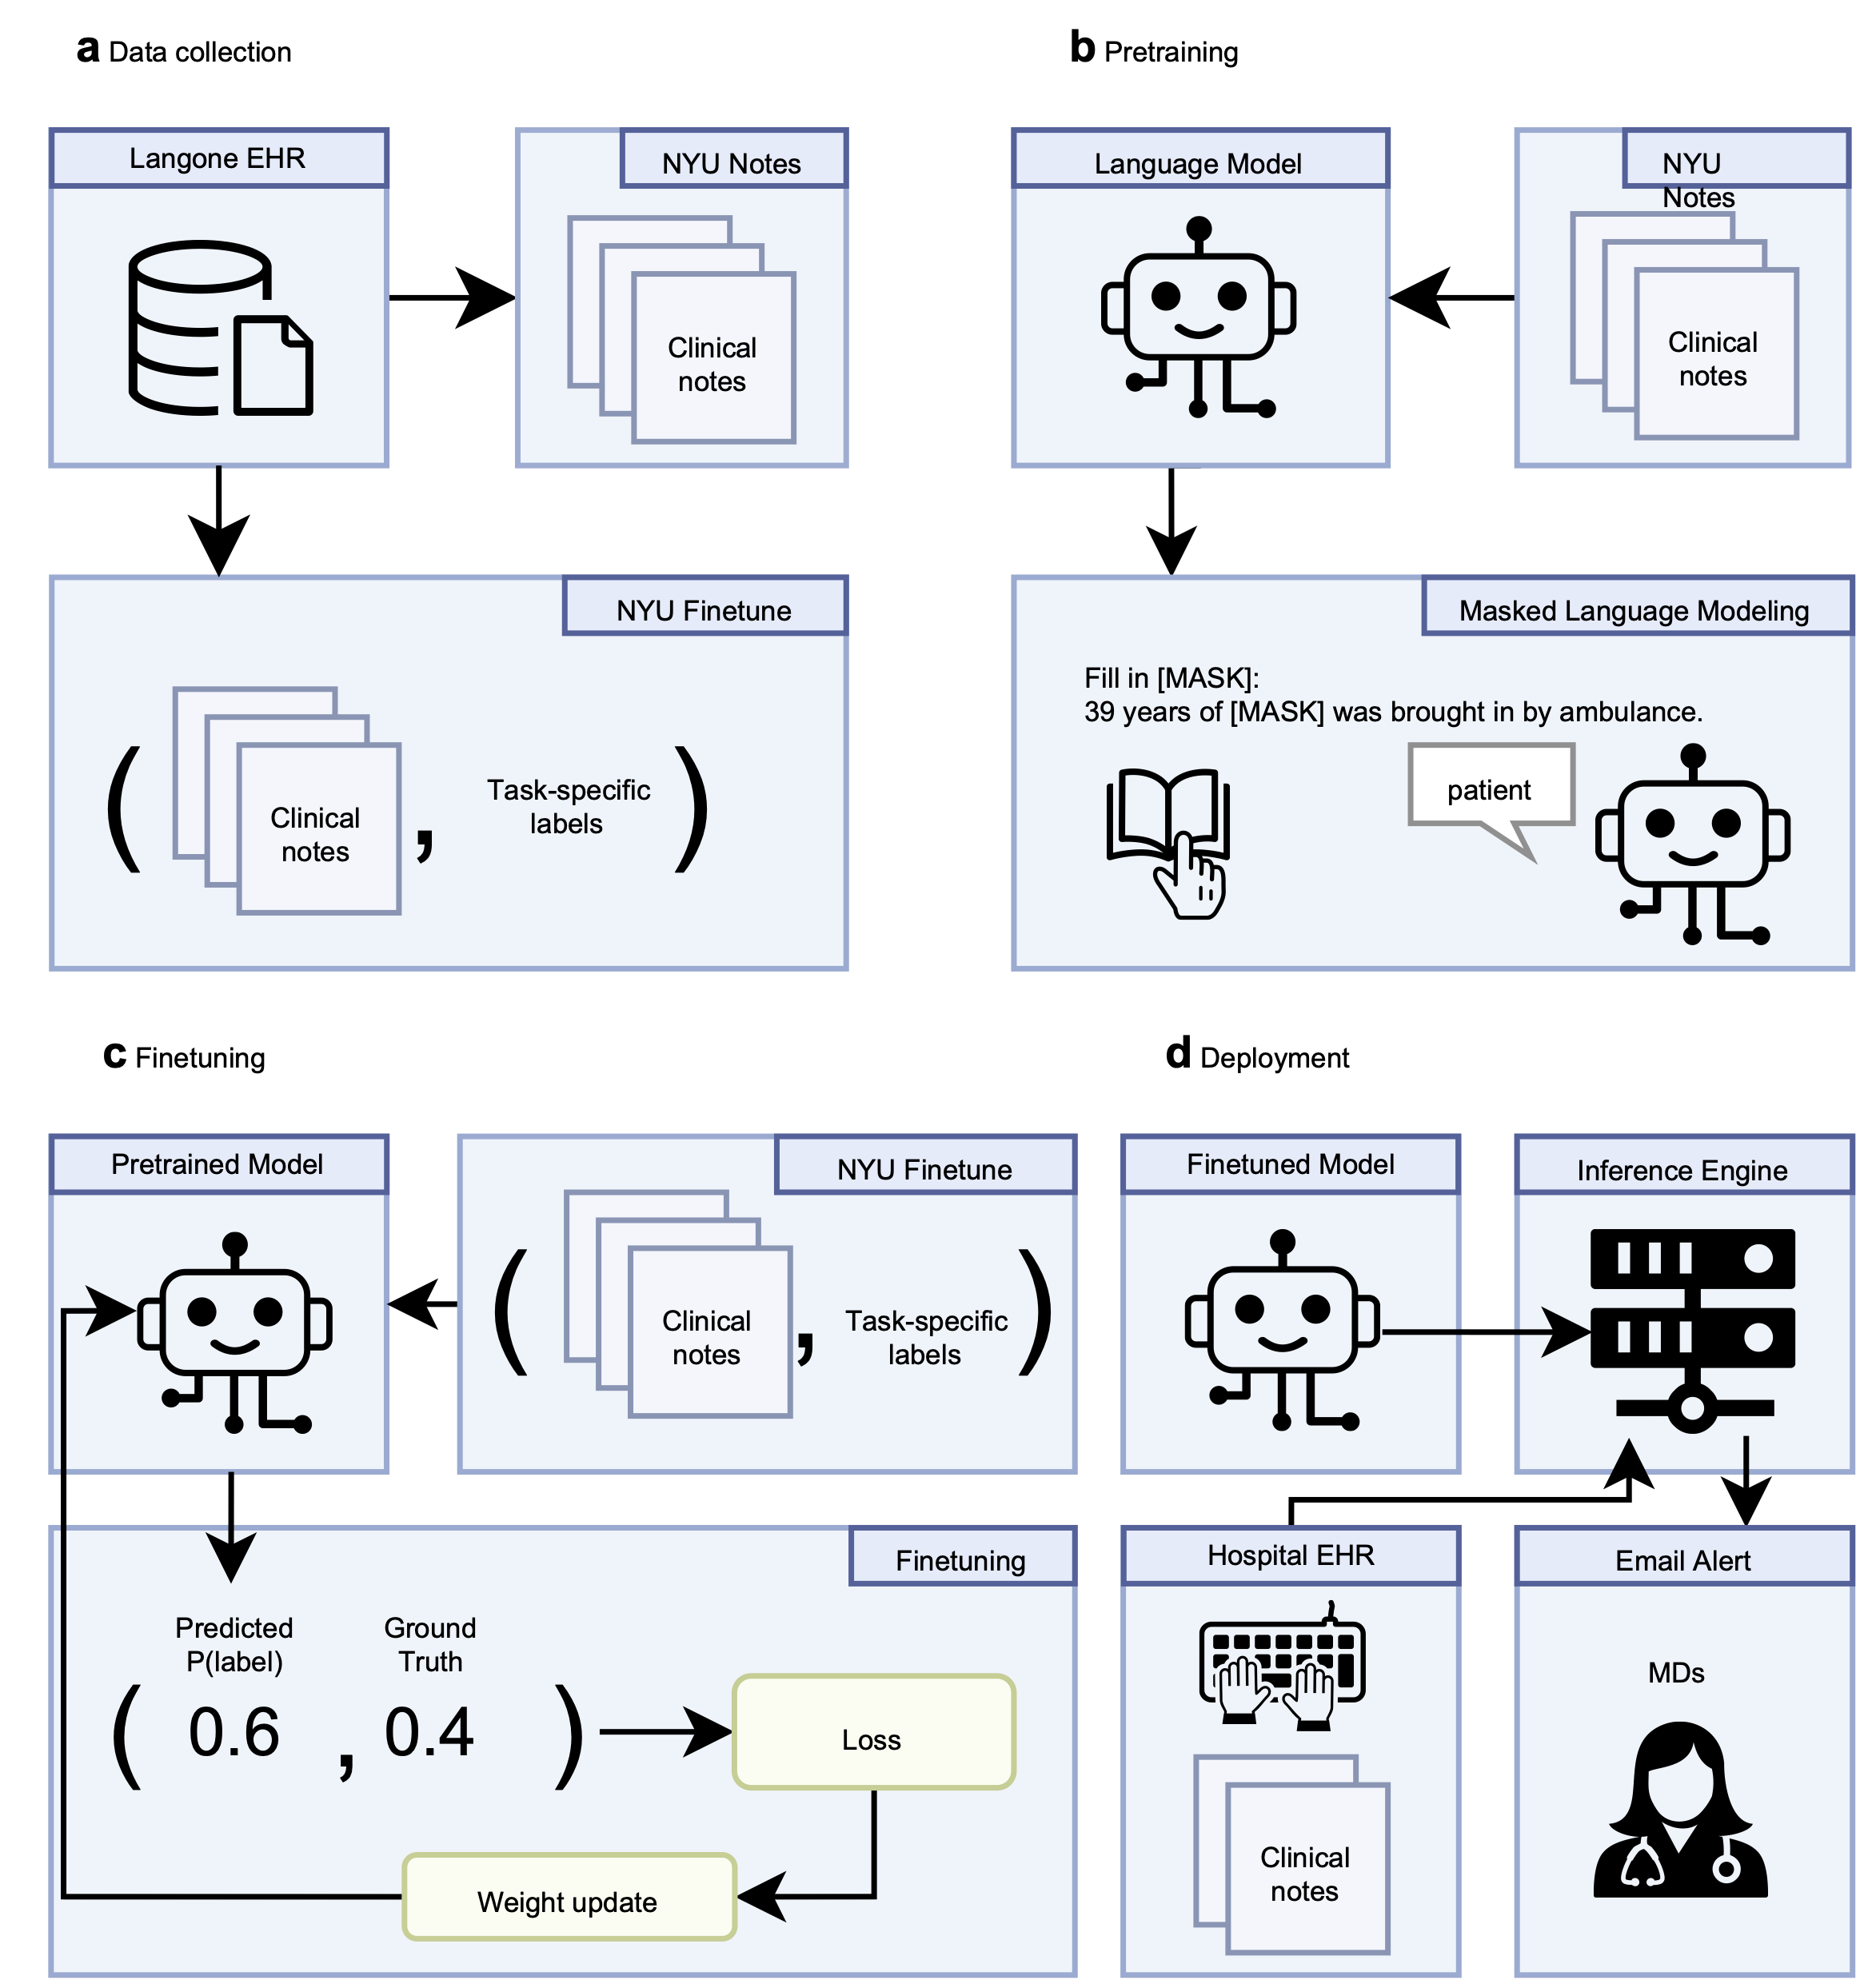 a Data collection
Langone EHR
NYU Notes
Clinical
notes
NYU Finetune
(
Clinical
notes
,
Task-specific
labels
)
b Pretraining
Language Model
NYU
Notes
Clinical
notes
Masked Language Modeling
Fill in [MASK]:
39 years of [MASK] was brought in by ambulance.
patient
c Finetuning
Pretrained Model
NYU Finetune
(
Clinical
notes
,
Task-specific
labels
)
Finetuning
Predicted
P(label)
Ground
Truth
( 0.6 , 0.4 )
Loss
Weight update
d Deployment
Finetuned Model
Inference Engine
Hospital EHR
Clinical
notes
Email Alert
MDs